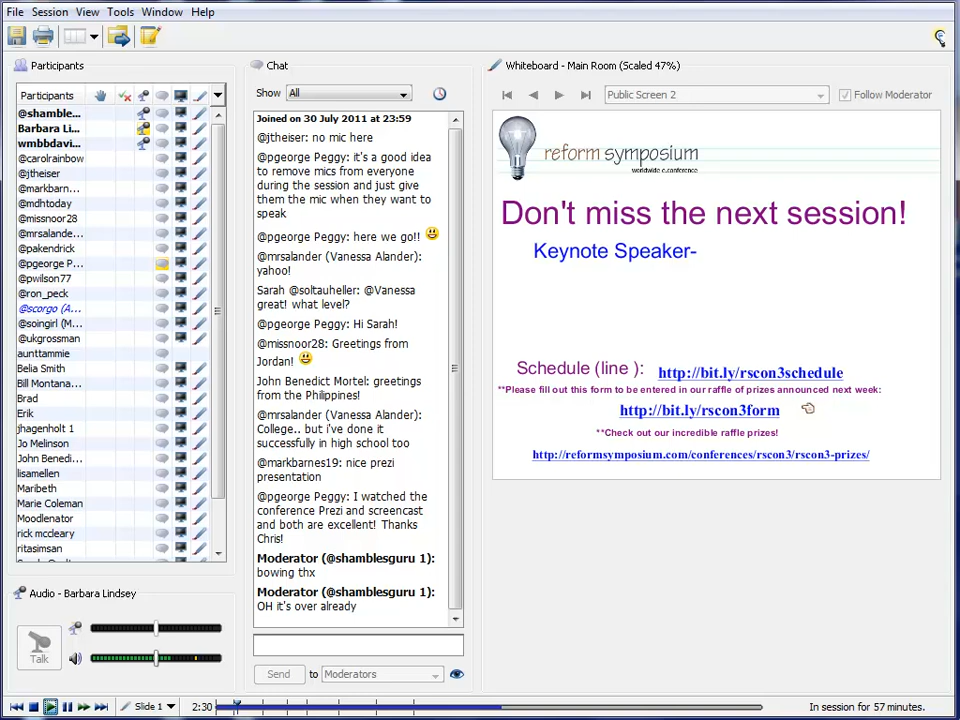 File Session View Tools Window Help
Participants
Participants
@shamble...
Barbara Li...
wmbbdavi...
@carolrainbow
@jtheiser
@markbarn...
@mdhtoday
@missnoor28
@mrsalande...
@pakendrick
@pgeorge P...
@pwilson77
@ron_peck
@scorgo (A...
@soingirl (M...
@ukgrossman
aunttammie
Belia Smith
Bill Montana...
Brad
Erik
jhagenholt 1
Jo Melinson
John Benedi...
lisamellen
Maribeth
Marie Coleman
Moodlenator
rick mccleary
ritasimsan
Audio - Barbara Lindsey
Talk
Chat
Show All
Joined on 30 July 2011 at 23:59
@jtheiser: no mic here
@pgeorge Peggy: it's a good idea
to remove mics from everyone
during the session and just give
them the mic when they want to
speak
@pgeorge Peggy: here we go!!
@mrsalander (Vanessa Alander):
yahoo!
Sarah @soltauheller: @Vanessa
great! what level?
@pgeorge Peggy: Hi Sarah!
@missnoor28: Greetings from
Jordan!
John Benedict Mortel: greetings
from the Philippines!
@mrsalander (Vanessa Alander):
College.. but i've done it
successfully in high school too
@markbarnes19: nice prezi
presentation
@pgeorge Peggy: I watched the
conference Prezi and screencast
and both are excellent! Thanks
Chris!
Moderator (@shamblesguru 1):
bowing thx
Moderator (@shamblesguru 1):
OH it's over already
Send to Moderators
Whiteboard - Main Room (Scaled 47%)
Public Screen 2 Follow Moderator
reform symposium
worldwide e.conference
Don't miss the next session!
Keynote Speaker-
Schedule (line ): http://bit.ly/rscon3schedule
**Please fill out this form to be entered in our raffle of prizes announced next week:
http://bit.ly/rscon3form
**Check out our incredible raffle prizes!
http://reformsymposium.com/conferences/rscon3/rscon3-prizes/
Slide 1 2:30 In session for 57 minutes.